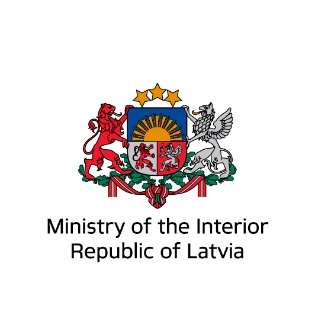 Ministry of the Interior
Republic of Latvia